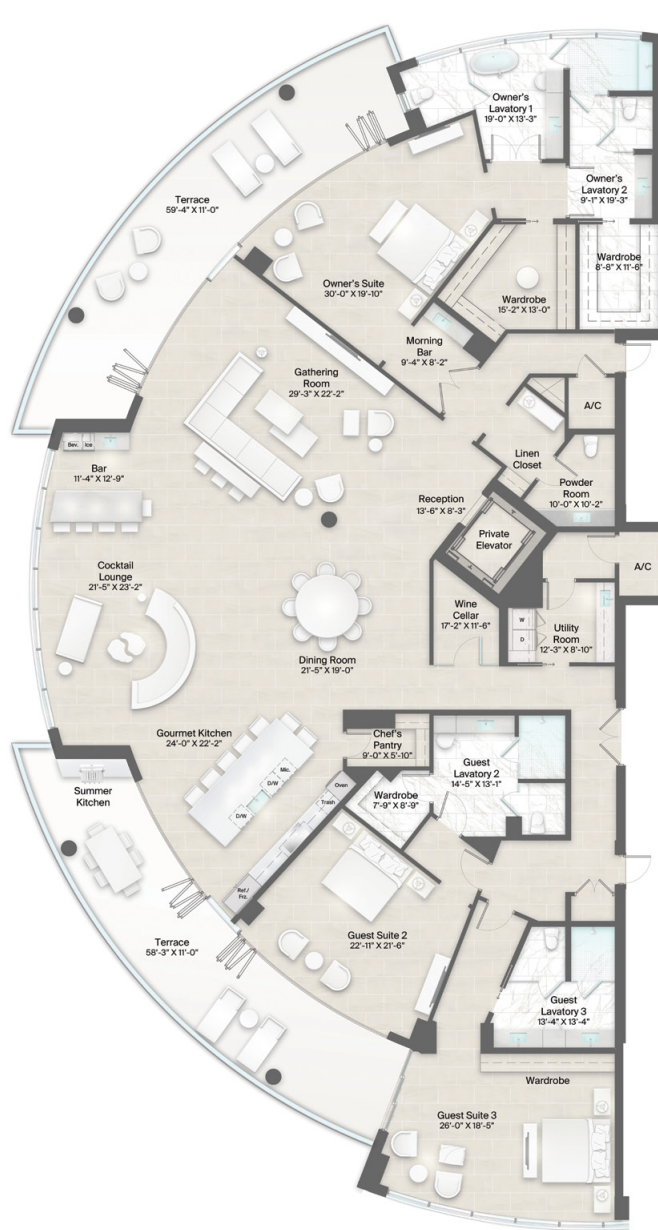 Owner's
Lavatory 1
19'-0" X 13'-3"
Terrace
59'-4" X 11'-0"
Owner's
Lavatory 2
9'-1" X 19'-3"
Wardrobe
8'-8" X 11'-6"
Owner's Suite
30'-0" X 19'-10"
Wardrobe
15'-2" X 13'-0"
Morning
Bar
9'-4" X 8'-2"
Gathering
Room
29'-3" X 22'-2"
A/C
Bev.
Ice
Bar
11'-4" X 12'-9"
Linen
Closet
Powder
Room
10'-0" X 10'-2"
Reception
13'-6" X 8'-3"
Private
Elevator
A/C
Cocktail
Lounge
21'-5" X 23'-2"
Wine
Cellar
17'-2" X 11'-6"
W
D
Utility
Room
12'-3" X 8'-10"
Dining Room
21'-5" X 19'-0"
Gourmet Kitchen
24'-0" X 22'-2"
Chef's
Pantry
9'-0" X 5'-10"
Guest
Lavatory 2
14'-5" X 13'-1"
Mic.
D/W
D/W
Oven
Trash
Ref./
Frz.
Wardrobe
7'-9" X 8'-9"
Summer
Kitchen
Guest Suite 2
22'-11" X 21'-6"
Terrace
58'-3" X 11'-0"
Guest
Lavatory 3
13'-4" X 13'-4"
Wardrobe
Guest Suite 3
26'-0" X 18'-5"